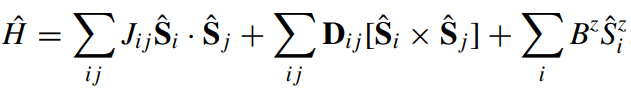 Ĥ = ∑_{ij} J_{ij} Ŝ_i · Ŝ_j + ∑_{ij} D_{ij}[Ŝ_i × Ŝ_j] + ∑_i B^z Ŝ_i^z